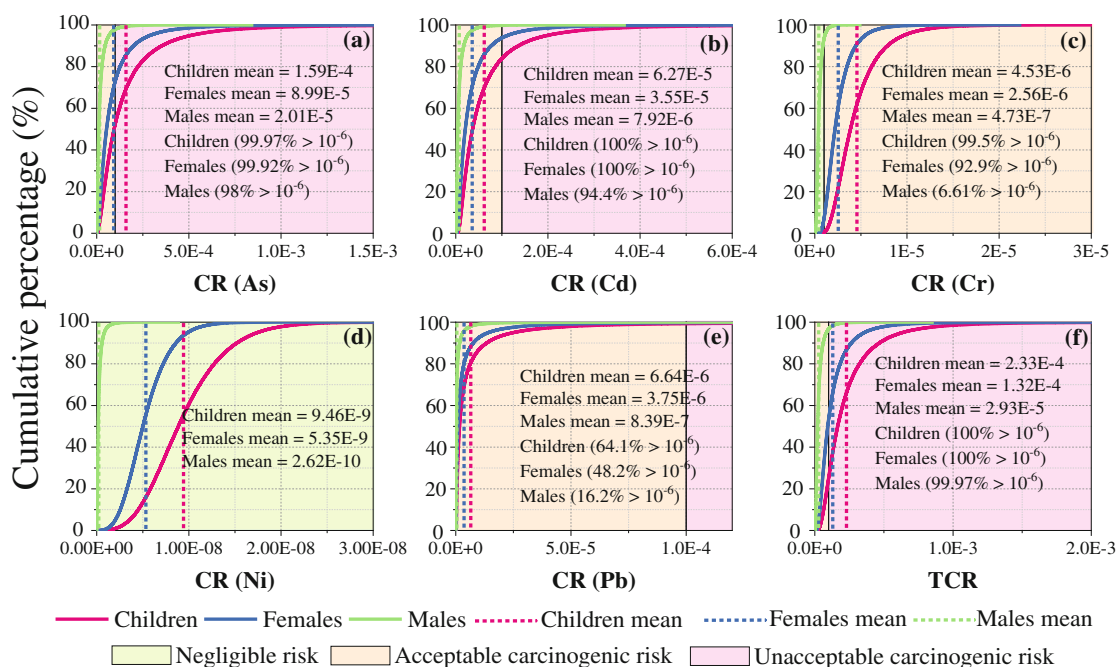 Cumulative percentage (%)
100
80
60
40
20
0
(a)
Children mean = 1.59E-4
Females mean = 8.99E-5
Males mean = 2.01E-5
Children (99.97% > 10-6)
Females (99.92% > 10-6)
Males (98% > 10-6)
0.0E+0 5.0E-4 1.0E-3 1.5E-3
CR (As)
100
80
60
40
20
0
(b)
Children mean = 6.27E-5
Females mean = 3.55E-5
Males mean = 7.92E-6
Children (100% > 10-6)
Females (100% > 10-6)
Males (94.4% > 10-6)
0.0E+0 2.0E-4 4.0E-4 6.0E-4
CR (Cd)
100
80
60
40
20
0
(c)
Children mean = 4.53E-6
Females mean = 2.56E-6
Males mean = 4.73E-7
Children (99.5% > 10-6)
Females (92.9% > 10-6)
Males (6.61% > 10-6)
0.0E+0 1E-5 2E-5 3E-5
CR (Cr)
100
80
60
40
20
0
(d)
Children mean = 9.46E-9
Females mean = 5.35E-9
Males mean = 2.62E-10
0.00E+00 1.00E-08 2.00E-08 3.00E-08
CR (Ni)
100
80
60
40
20
0
(e)
Children mean = 6.64E-6
Females mean = 3.75E-6
Males mean = 8.39E-7
Children (64.1% > 10-6)
Females (48.2% > 10-6)
Males (16.2% > 10-6)
0.0E+0 5.0E-5 1.0E-4
CR (Pb)
100
80
60
40
20
0
(f)
Children mean = 2.33E-4
Females mean = 1.32E-4
Males mean = 2.93E-5
Children (100% > 10-6)
Females (100% > 10-6)
Males (99.97% > 10-6)
0.0E+0 1.0E-3 2.0E-3
TCR
Children Females Males Children mean Females mean Males mean
Negligible risk Acceptable carcinogenic risk Unacceptable carcinogenic risk